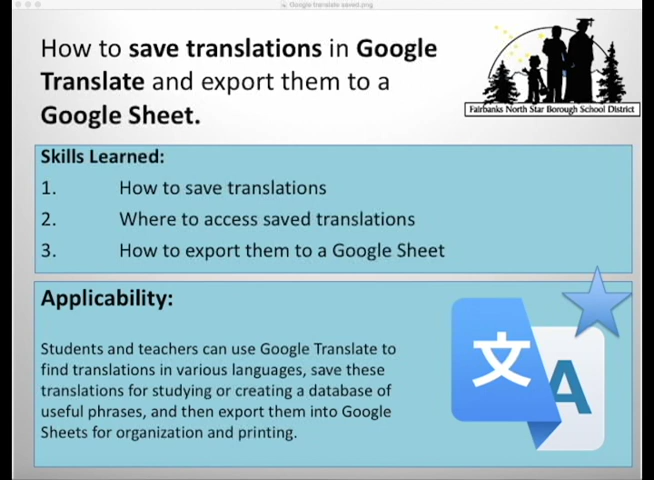 Google translate saved.png
How to save translations in Google
Translate and export them to a
Google Sheet.
Fairbanks North Star Borough School District
Skills Learned:
1. How to save translations
2. Where to access saved translations
3. How to export them to a Google Sheet
Applicability:
Students and teachers can use Google Translate to
find translations in various languages, save these
translations for studying or creating a database of
useful phrases, and then export them into Google
Sheets for organization and printing.
文
A